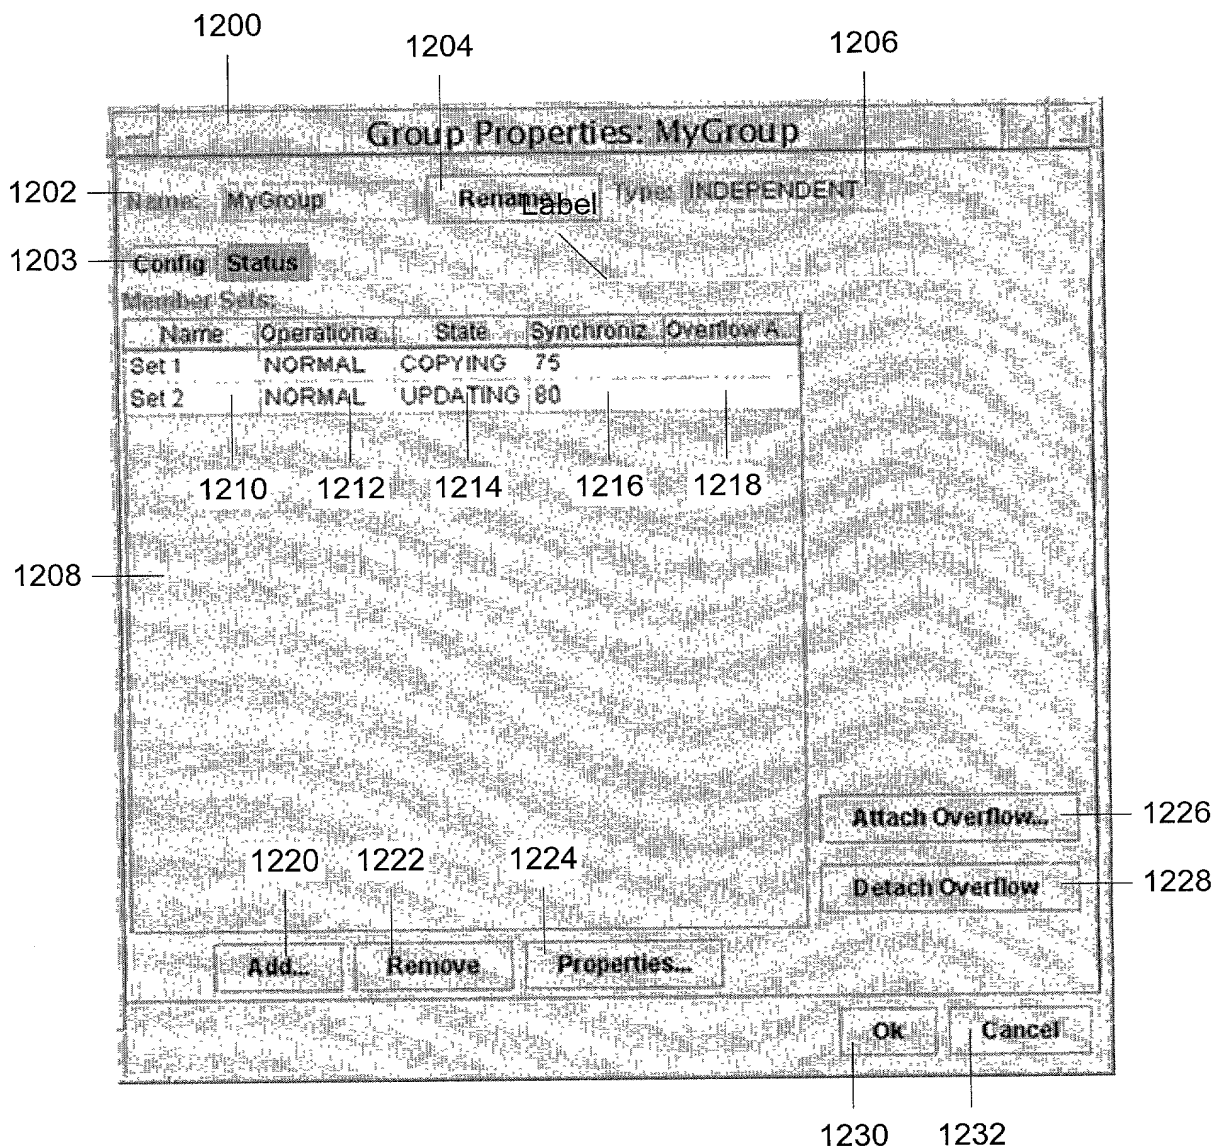 1200
1204
1206
Group Properties: MyGroup
1202
Name: MyGroup Rename... Type: INDEPENDENT
Label
1203
Config Status
Member Sets:
Name Operationa... State Synchroniz... Overflow A...
Set 1 NORMAL COPYING 75
Set 2 NORMAL UPDATING 80
1210 1212 1214 1216 1218
1208
Attach Overflow... 1226
1220 1222 1224
Detach Overflow 1228
Add... Remove Properties...
Ok Cancel
1230 1232